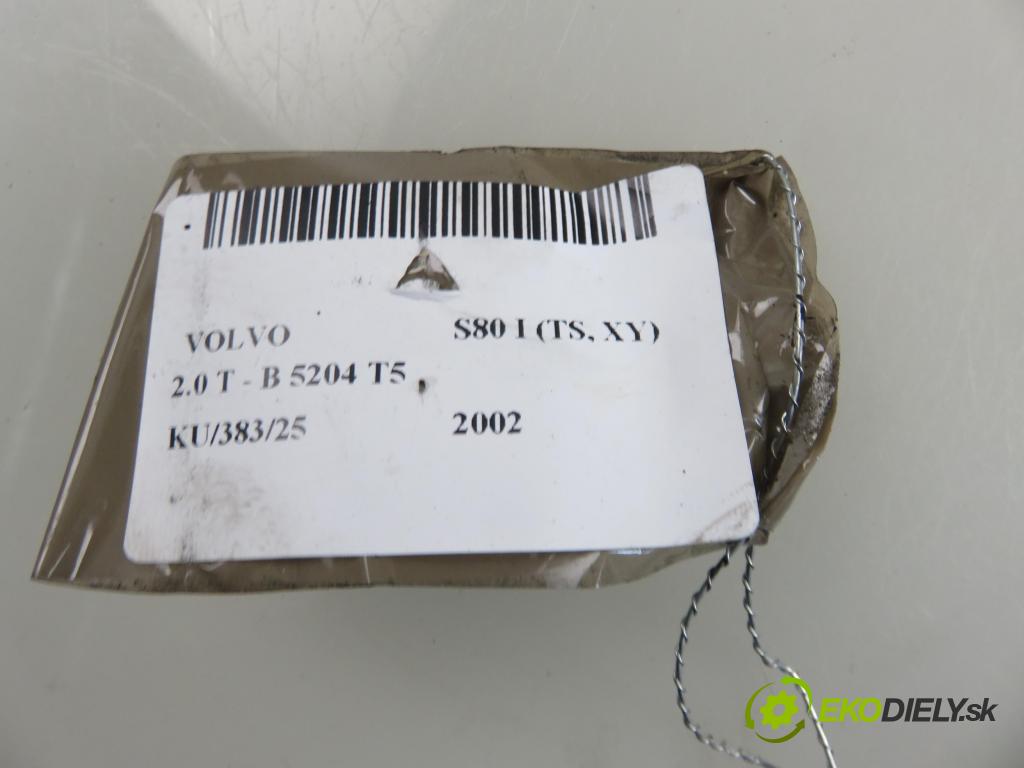 VOLVO S80 I (TS, XY)
2.0 T - B 5204 T5
KU/383/25 2002
EKODIELY.sk